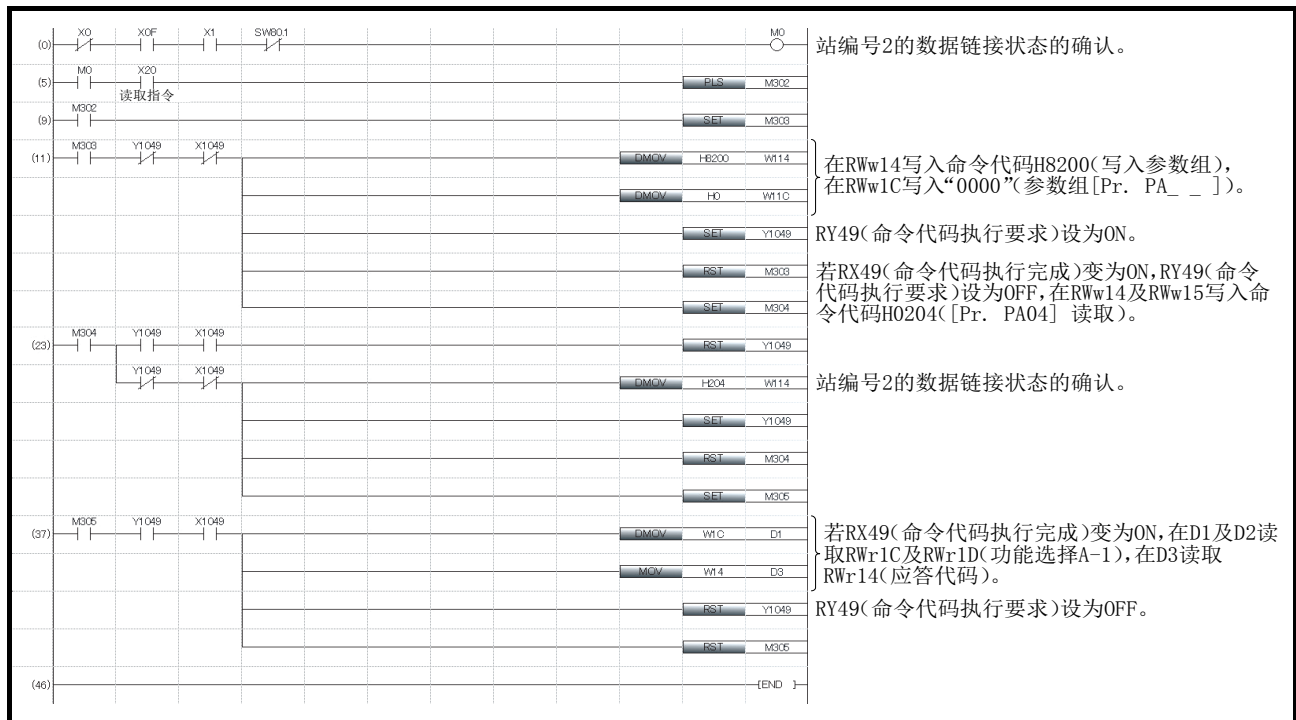 X0 X0F X1 SW80.1 M0
(0) 站编号2的数据链接状态的确认。
M0 X20
(5) PLS M302
读取指令
M302
(9) SET M303
M303 Y1049 X1049
(11) DMOV H8200 W114
在RWw14写入命令代码H8200(写入参数组),
在RWw1C写入“0000”(参数组[Pr. PA_ _ ])。
DMOV H0 W11C
SET Y1049 RY49(命令代码执行要求)设为ON。
RST M303 若RX49(命令代码执行完成)变为ON,RY49(命令
代码执行要求)设为OFF,在RWw14及RWw15写入命
令代码H0204([Pr. PA04] 读取)。
SET M304
M304 Y1049 X1049
(23) RST Y1049
Y1049 X1049
DMOV H204 W114 站编号2的数据链接状态的确认。
SET Y1049
RST M304
SET M305
M305 Y1049 X1049
(37) DMOV W1C D1 若RX49(命令代码执行完成)变为ON,在D1及D2读
取RWr1C及RWr1D(功能选择A-1),在D3读取
RWr14(应答代码)。
MOV W14 D3
RST Y1049 RY49(命令代码执行要求)设为OFF。
RST M305
(46) [END ]